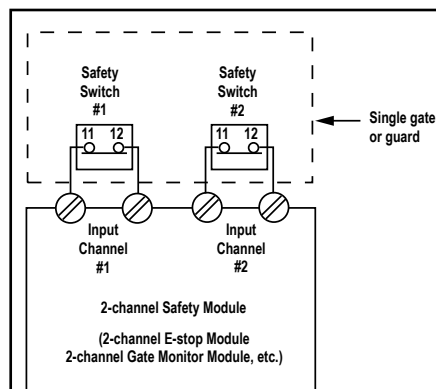 Safety
Switch
#1
Safety
Switch
#2
11 12
11 12
Single gate
or guard
Input
Channel
#1
Input
Channel
#2
2-channel Safety Module
(2-channel E-stop Module
2-channel Gate Monitor Module, etc.)